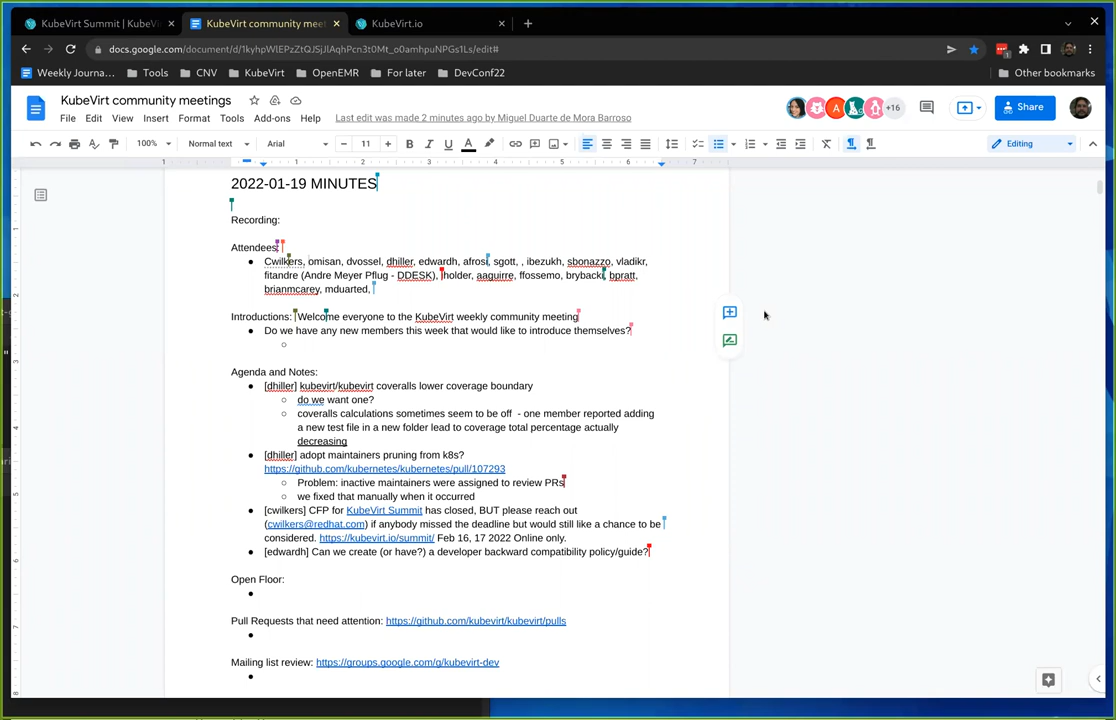 KubeVirt Summit | KubeVi
KubeVirt community mee
KubeVirt.io
docs.google.com/document/d/1kyhpWlEPzZtQJSjJlAqhPcn3t0Mt_o0amhpuNPGs1Ls/edit#
Weekly Journa...
Tools
CNV
KubeVirt
OpenEMR
For later
DevConf22
Other bookmarks
KubeVirt community meetings
File Edit View Insert Format Tools Add-ons Help
Last edit was made 2 minutes ago by Miguel Duarte de Mora Barroso
A
+16
Share
100%
Normal text
Arial
11
Editing
1 1 2 3 4 5 6 7
2022-01-19 MINUTES
Recording:
Attendees:
Cwilkers, omisan, dvossel, dhiller, edwardh, afrosi, sgott, , ibezukh, sbonazzo, vladikr,
fitandre (Andre Meyer Pflug - DDESK), lholder, aaguirre, ffossemo, brybacki, bpratt,
brianmcarey, mduarted,
Introductions: Welcome everyone to the KubeVirt weekly community meeting
Do we have any new members this week that would like to introduce themselves?
Agenda and Notes:
[dhiller] kubevirt/kubevirt coveralls lower coverage boundary
do we want one?
coveralls calculations sometimes seem to be off - one member reported adding
a new test file in a new folder lead to coverage total percentage actually
decreasing
[dhiller] adopt maintainers pruning from k8s?
https://github.com/kubernetes/kubernetes/pull/107293
Problem: inactive maintainers were assigned to review PRs
we fixed that manually when it occurred
[cwilkers] CFP for KubeVirt Summit has closed, BUT please reach out
(cwilkers@redhat.com) if anybody missed the deadline but would still like a chance to be
considered. https://kubevirt.io/summit/ Feb 16, 17 2022 Online only.
[edwardh] Can we create (or have?) a developer backward compatibility policy/guide?
Open Floor:
Pull Requests that need attention: https://github.com/kubevirt/kubevirt/pulls
Mailing list review: https://groups.google.com/g/kubevirt-dev